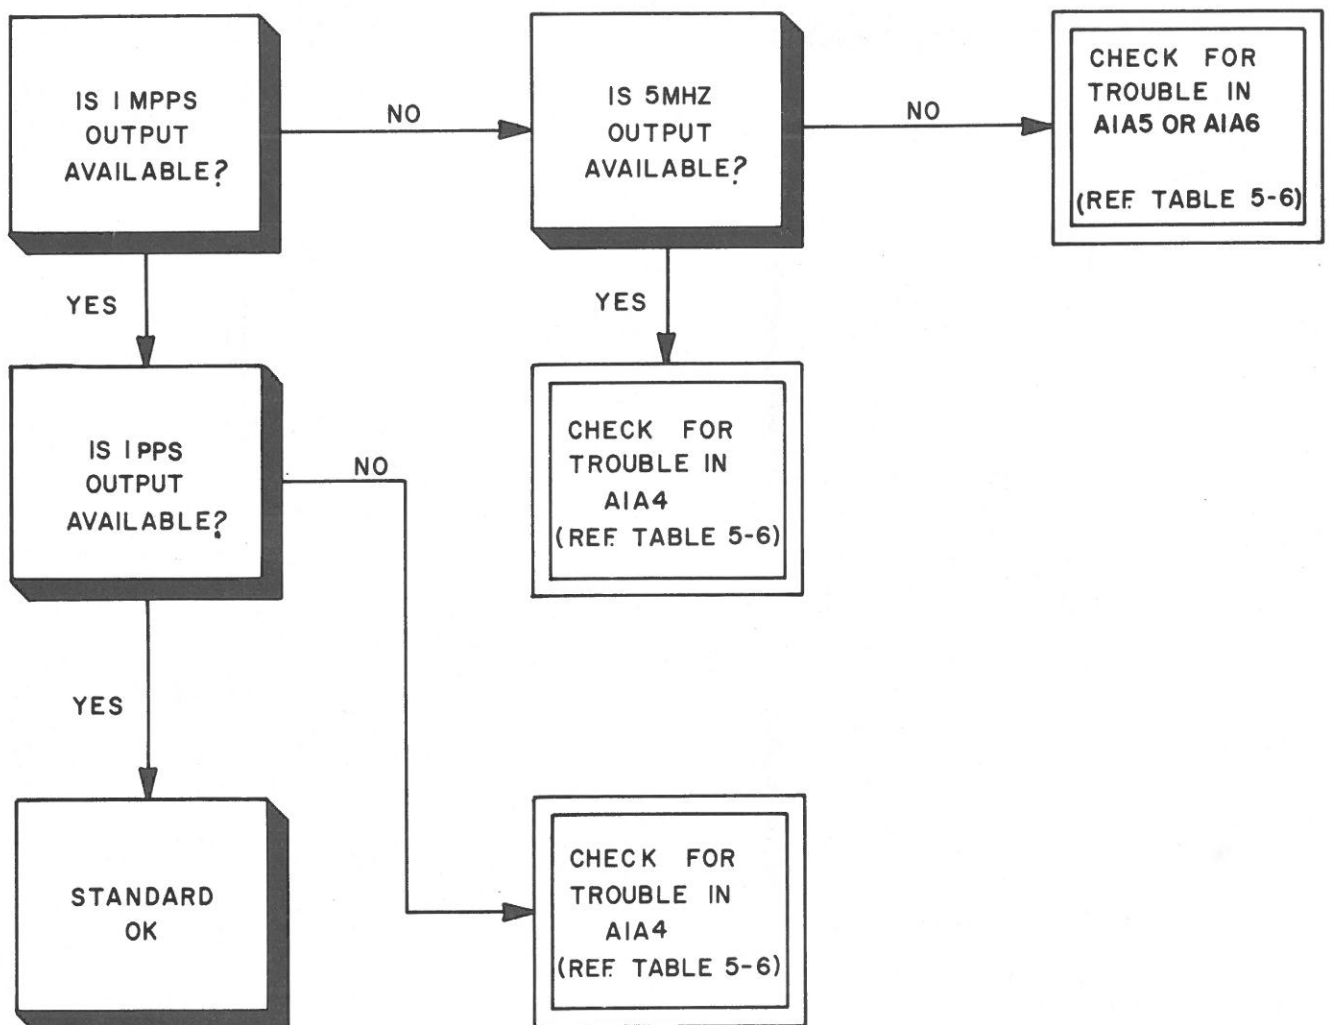 IS 1 MPPS
OUTPUT
AVAILABLE?
NO
IS 5MHZ
OUTPUT
AVAILABLE?
NO
CHECK FOR
TROUBLE IN
A1A5 OR A1A6
(REF. TABLE 5-6)
YES
YES
IS 1 PPS
OUTPUT
AVAILABLE?
NO
CHECK FOR
TROUBLE IN
A1A4
(REF. TABLE 5-6)
YES
STANDARD
OK
CHECK FOR
TROUBLE IN
A1A4
(REF. TABLE 5-6)